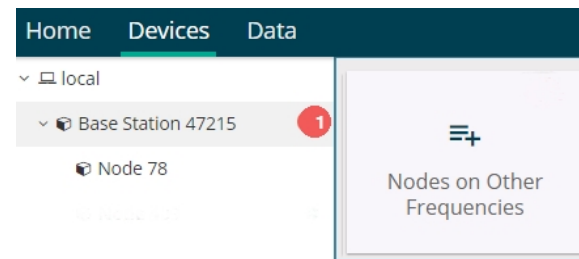 Home Devices Data
local
Base Station 47215 1
Node 78
Nodes on Other
Frequencies